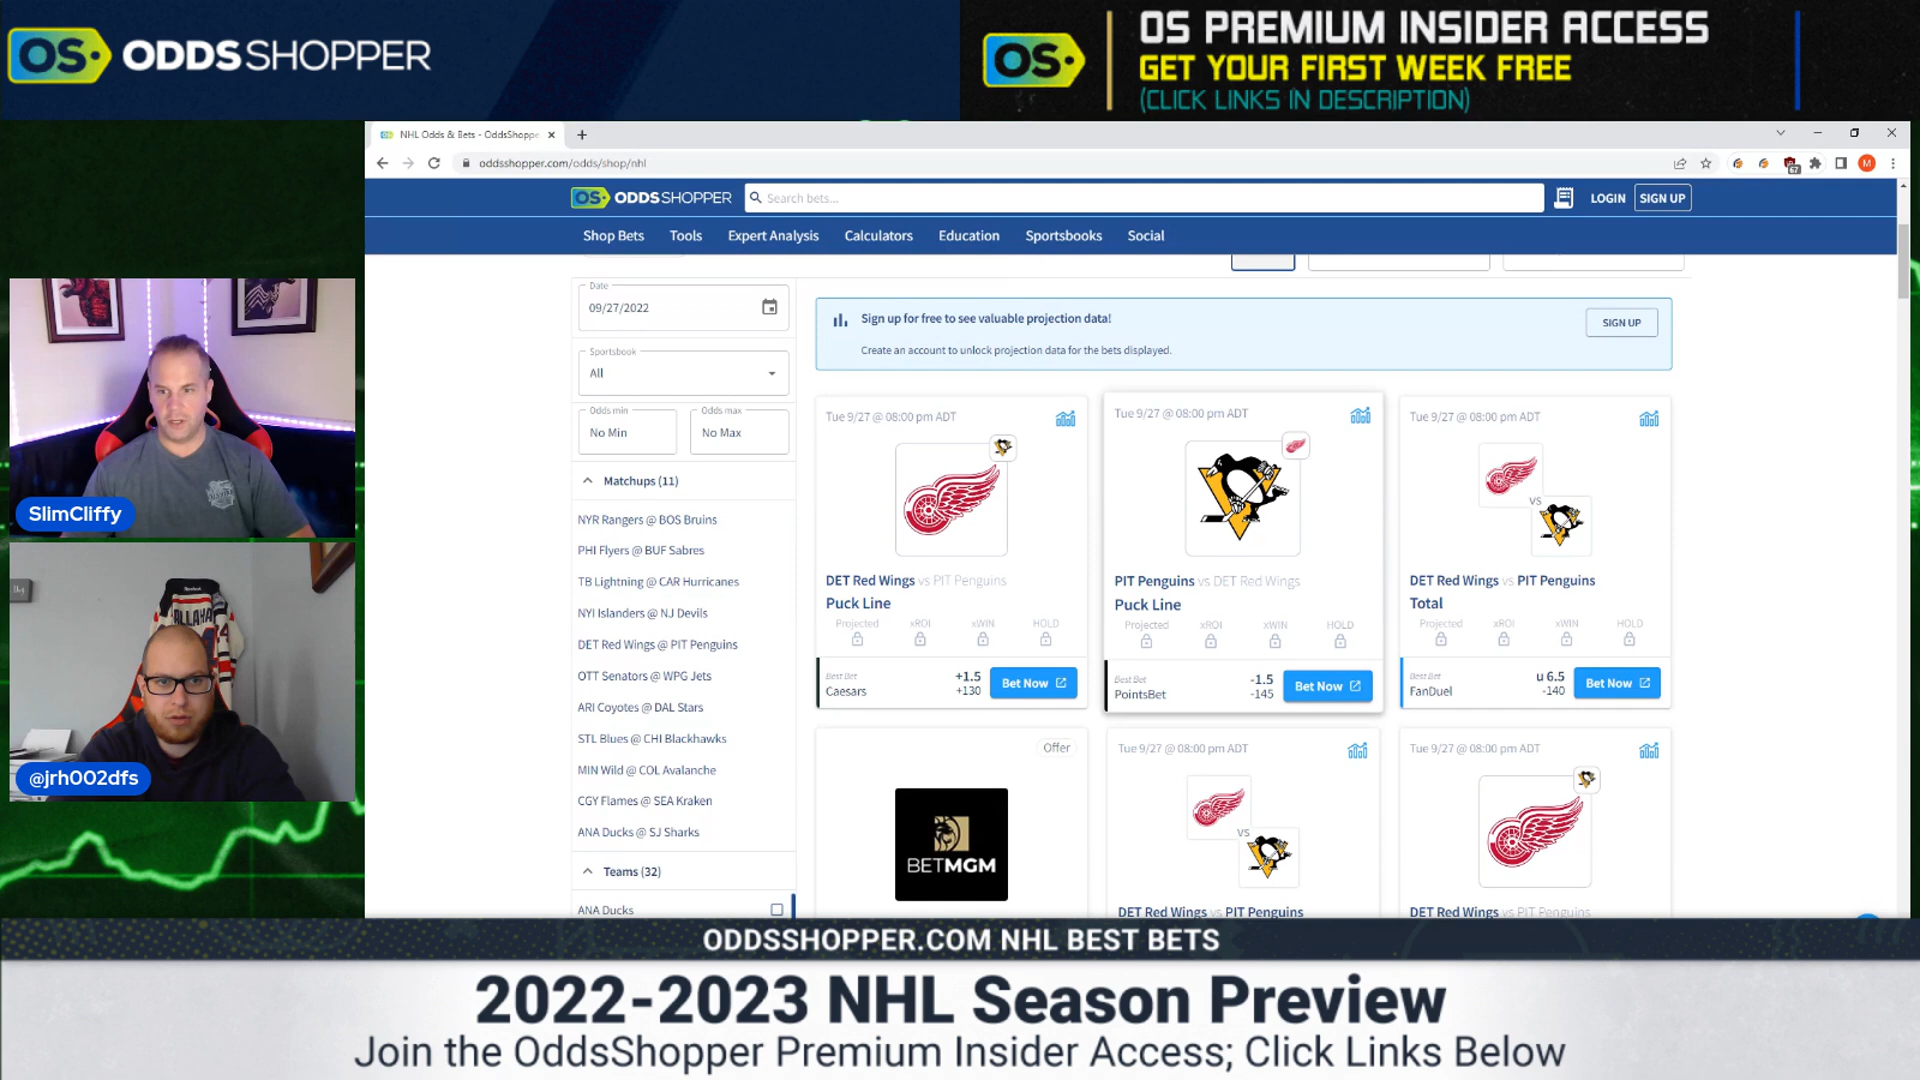 OS. ODDSSHOPPER
OS.
OS PREMIUM INSIDER ACCESS
GET YOUR FIRST WEEK FREE
(CLICK LINKS IN DESCRIPTION)
NHL Odds & Bets - OddsShoppe
oddsshopper.com/odds/shop/nhl
67
M
OS. ODDSSHOPPER
Search bets...
LOGIN
SIGN UP
Shop Bets
Tools
Expert Analysis
Calculators
Education
Sportsbooks
Social
Date
09/27/2022
Sportsbook
All
Odds min
No Min
Odds max
No Max
Matchups (11)
NYR Rangers @ BOS Bruins
PHI Flyers @ BUF Sabres
TB Lightning @ CAR Hurricanes
NYI Islanders @ NJ Devils
DET Red Wings @ PIT Penguins
OTT Senators @ WPG Jets
ARI Coyotes @ DAL Stars
STL Blues @ CHI Blackhawks
MIN Wild @ COL Avalanche
CGY Flames @ SEA Kraken
ANA Ducks @ SJ Sharks
Teams (32)
ANA Ducks
Sign up for free to see valuable projection data!
Create an account to unlock projection data for the bets displayed.
SIGN UP
Tue 9/27 @ 08:00 pm ADT
DET Red Wings vs PIT Penguins
Puck Line
Projected xROI xWIN HOLD
Best Bet
Caesars
+1.5
+130
Bet Now
Tue 9/27 @ 08:00 pm ADT
PIT Penguins vs DET Red Wings
Puck Line
Projected xROI xWIN HOLD
Best Bet
PointsBet
-1.5
-145
Bet Now
Tue 9/27 @ 08:00 pm ADT
VS
DET Red Wings vs PIT Penguins
Total
Projected xROI xWIN HOLD
Best Bet
FanDuel
u 6.5
-140
Bet Now
Offer
BETMGM
Tue 9/27 @ 08:00 pm ADT
VS
DET Red Wings vs PIT Penguins
Tue 9/27 @ 08:00 pm ADT
DET Red Wings vs PIT Penguins
SlimCliffy
Reebok
@jrh002dfs
ODDSSHOPPER.COM NHL BEST BETS
2022-2023 NHL Season Preview
Join the OddsShopper Premium Insider Access; Click Links Below